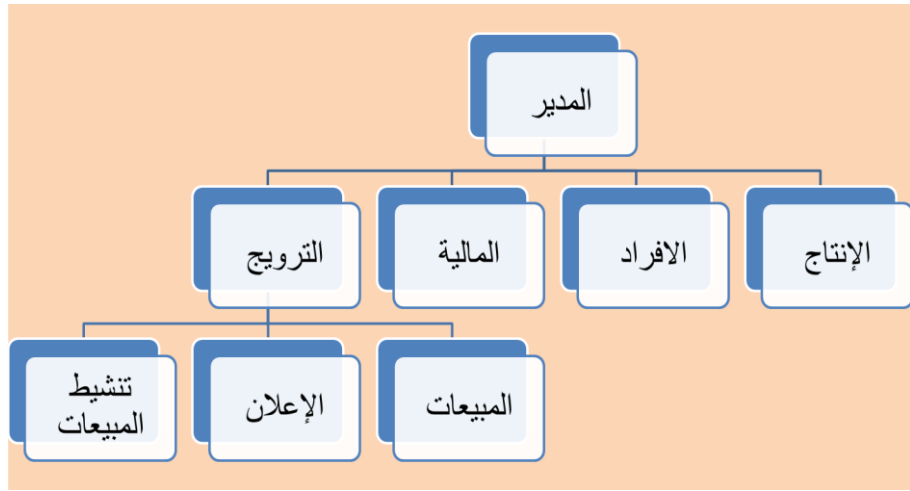 المدير
الإنتاج
الافراد
المالية
الترويج
المبيعات
الإعلان
تنشيط
المبيعات